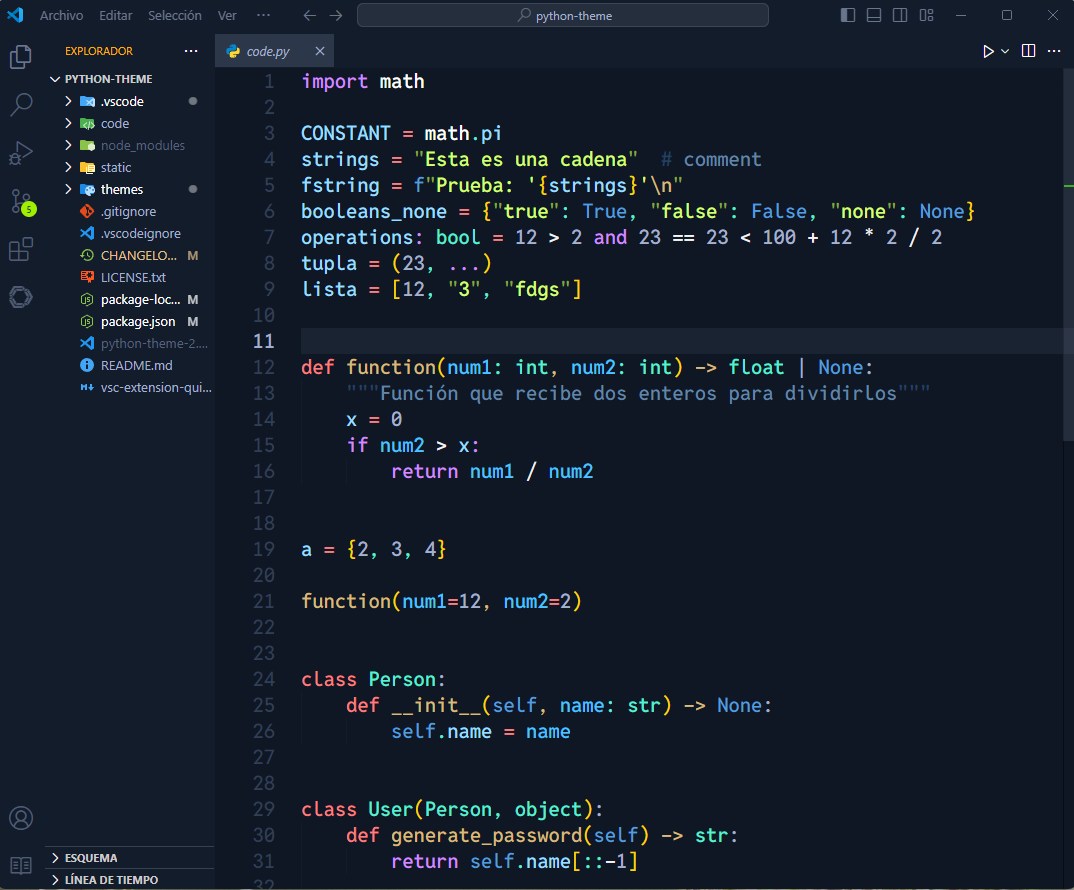 Archivo Editar Selección Ver ··· python-theme
EXPLORADOR ···
PYTHON-THEME
.vscode
code
node_modules
static
themes
.gitignore
.vscodeignore
CHANGELO... M
LICENSE.txt
package-loc... M
package.json M
python-theme-2....
README.md
vsc-extension-qui...
5
ESQUEMA
LÍNEA DE TIEMPO
code.py
1 import math
2
3 CONSTANT = math.pi
4 strings = "Esta es una cadena"  # comment
5 fstring = f"Prueba: '{strings}'\n"
6 booleans_none = {"true": True, "false": False, "none": None}
7 operations: bool = 12 > 2 and 23 == 23 < 100 + 12 * 2 / 2
8 tupla = (23, ...)
9 lista = [12, "3", "fdgs"]
10
11
12 def function(num1: int, num2: int) -> float | None:
13     """Función que recibe dos enteros para dividirlos"""
14     x = 0
15     if num2 > x:
16         return num1 / num2
17
18
19 a = {2, 3, 4}
20
21 function(num1=12, num2=2)
22
23
24 class Person:
25     def __init__(self, name: str) -> None:
26         self.name = name
27
28
29 class User(Person, object):
30     def generate_password(self) -> str:
31         return self.name[::-1]
32